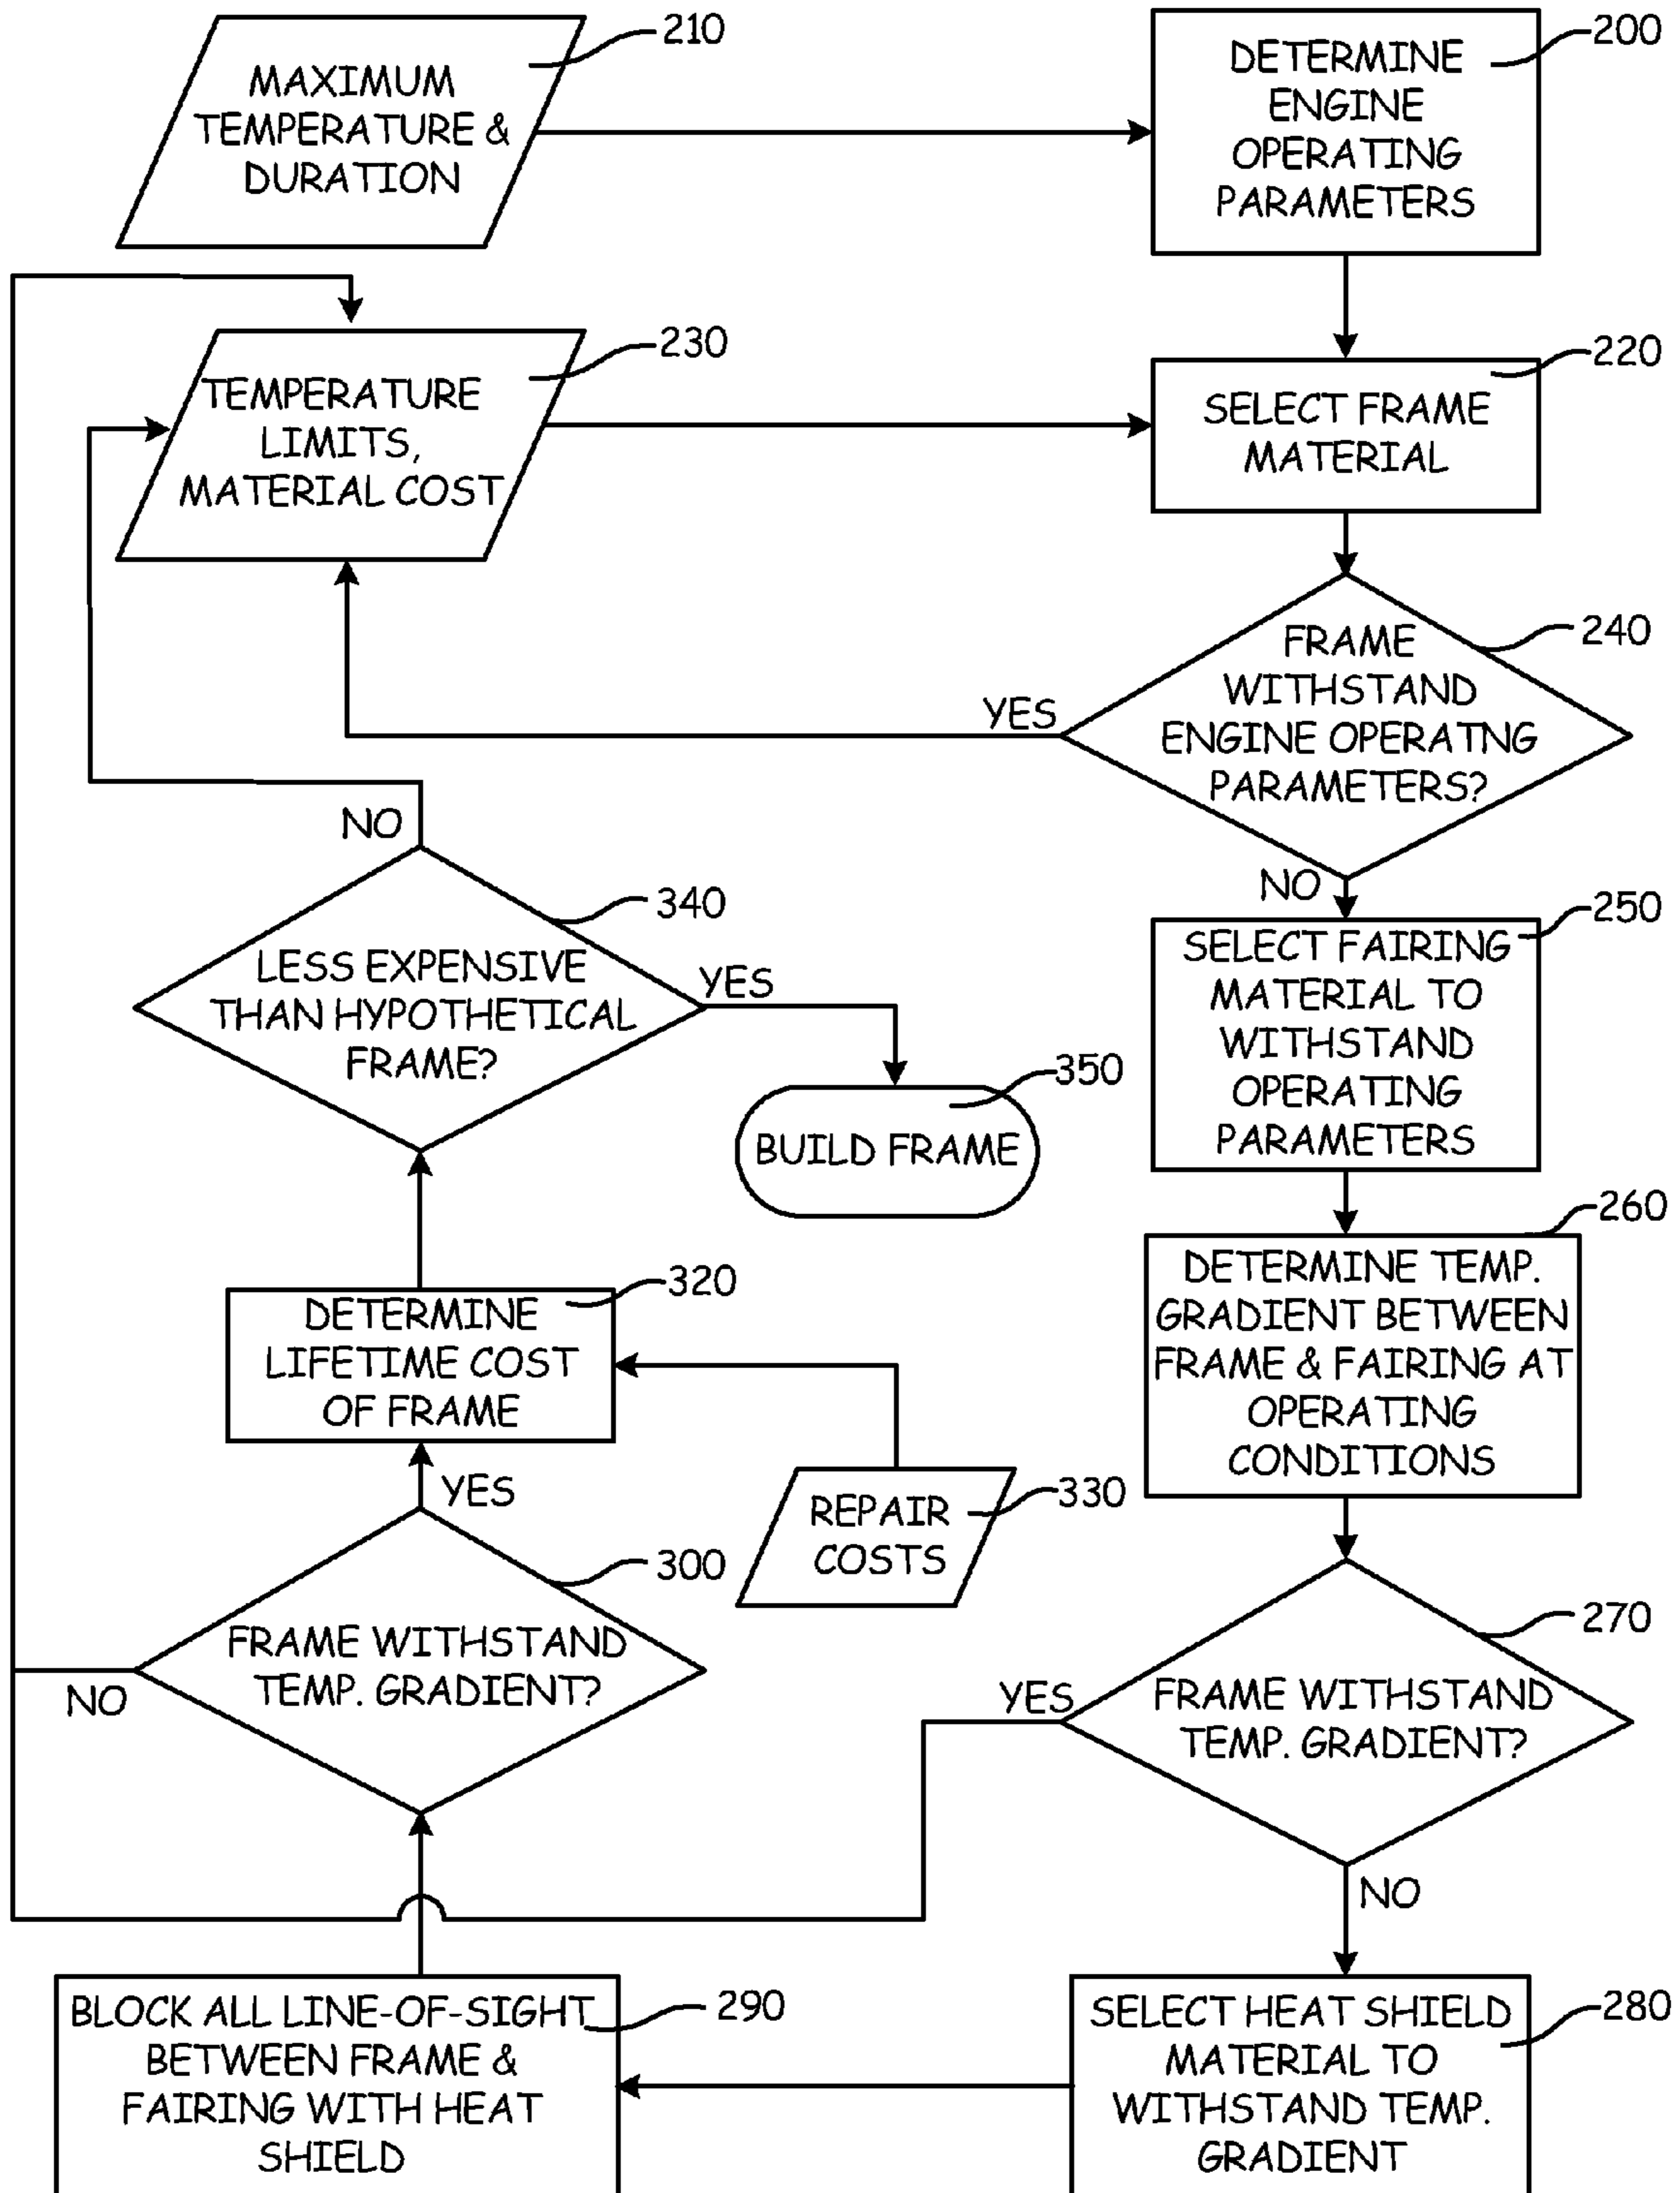 210
MAXIMUM
TEMPERATURE &
DURATION
200
DETERMINE
ENGINE
OPERATING
PARAMETERS
230
TEMPERATURE
LIMITS,
MATERIAL COST
220
SELECT FRAME
MATERIAL
240
FRAME
WITHSTAND
ENGINE OPERATNG
PARAMETERS?
YES
NO
250
SELECT FAIRING
MATERIAL TO
WITHSTAND
OPERATING
PARAMETERS
NO
340
LESS EXPENSIVE
THAN HYPOTHETICAL
FRAME?
YES
350
BUILD FRAME
260
DETERMINE TEMP.
GRADIENT BETWEEN
FRAME & FAIRING AT
OPERATING
CONDITIONS
320
DETERMINE
LIFETIME COST
OF FRAME
YES
330
REPAIR
COSTS
300
FRAME WITHSTAND
TEMP. GRADIENT?
NO
270
YES
FRAME WITHSTAND
TEMP. GRADIENT?
NO
290
BLOCK ALL LINE-OF-SIGHT
BETWEEN FRAME &
FAIRING WITH HEAT
SHIELD
280
SELECT HEAT SHIELD
MATERIAL TO
WITHSTAND TEMP.
GRADIENT